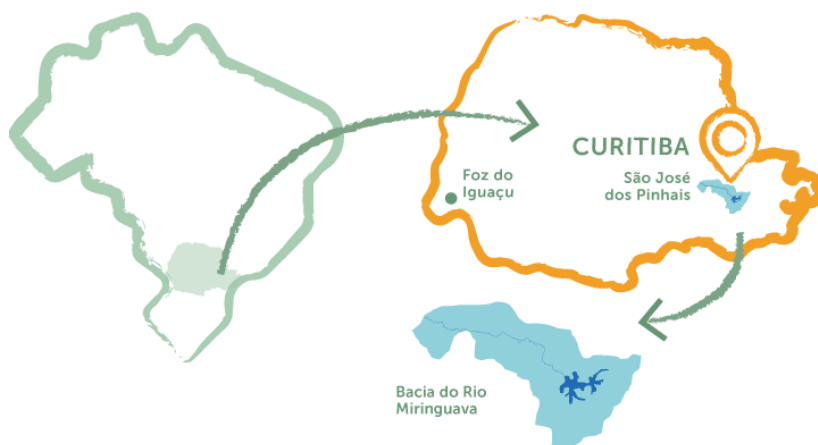 CURITIBA
São José
dos Pinhais
Foz do
Iguaçu
Bacia do Rio
Miringuava